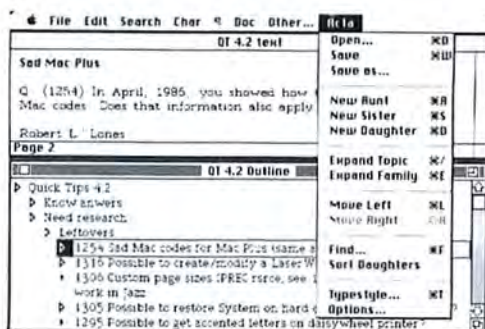 File Edit Search Char ¶ Doc Other... Acta
QT 4.2 text
Sad Mac Plus
Q (1254) In April, 1986, you showed how
Mac codes. Does that information also apply
Robert L. Lones
Page 2
Open... ⌘O
Save ⌘W
Save as...
New Aunt ⌘A
New Sister ⌘S
New Daughter ⌘D
Expand Topic ⌘/
Expand Family ⌘E
Move Left ⌘L
Move Right ⌘R
Find... ⌘F
Sort Daughters
Typestyle... ⌘T
Options...
QT 4.2 Outline
Quick Tips 4.2
Know anwers
Need research
Leftovers
1254 Sad Mac codes for Mac Plus (same a
1316 Possible to create/modify a LaserW
1306 Custom page sizes (PREC rsrce, see 1
work in Jazz
1305 Possible to restore System on hard ?
1295 Possible to get accented letters on daisywheel printer?